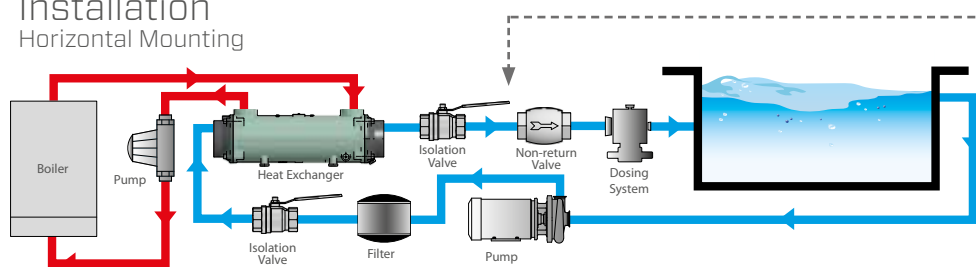 Installation
Horizontal Mounting
Boiler
Pump
Heat Exchanger
Isolation
Valve
Non-return
Valve
Dosing
System
Isolation
Valve
Filter
Pump